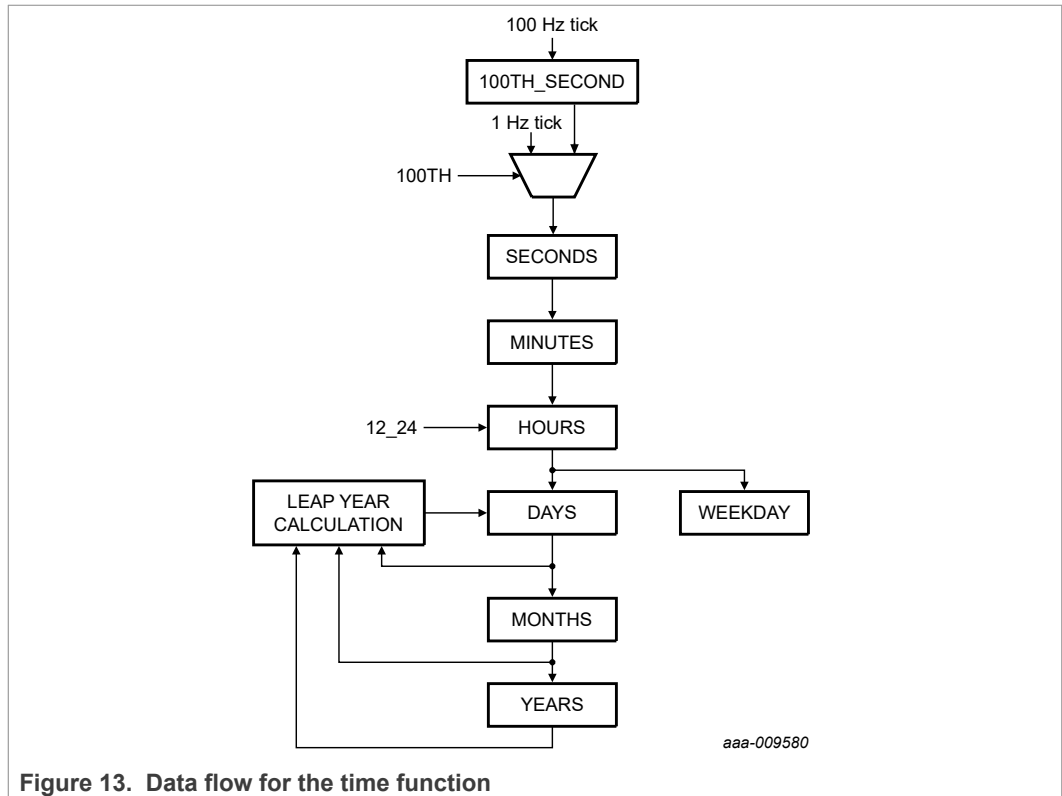 100 Hz tick
100TH_SECOND
1 Hz tick
100TH
SECONDS
MINUTES
12_24
HOURS
LEAP YEAR
CALCULATION
DAYS
WEEKDAY
MONTHS
YEARS
aaa-009580
Figure 13. Data flow for the time function